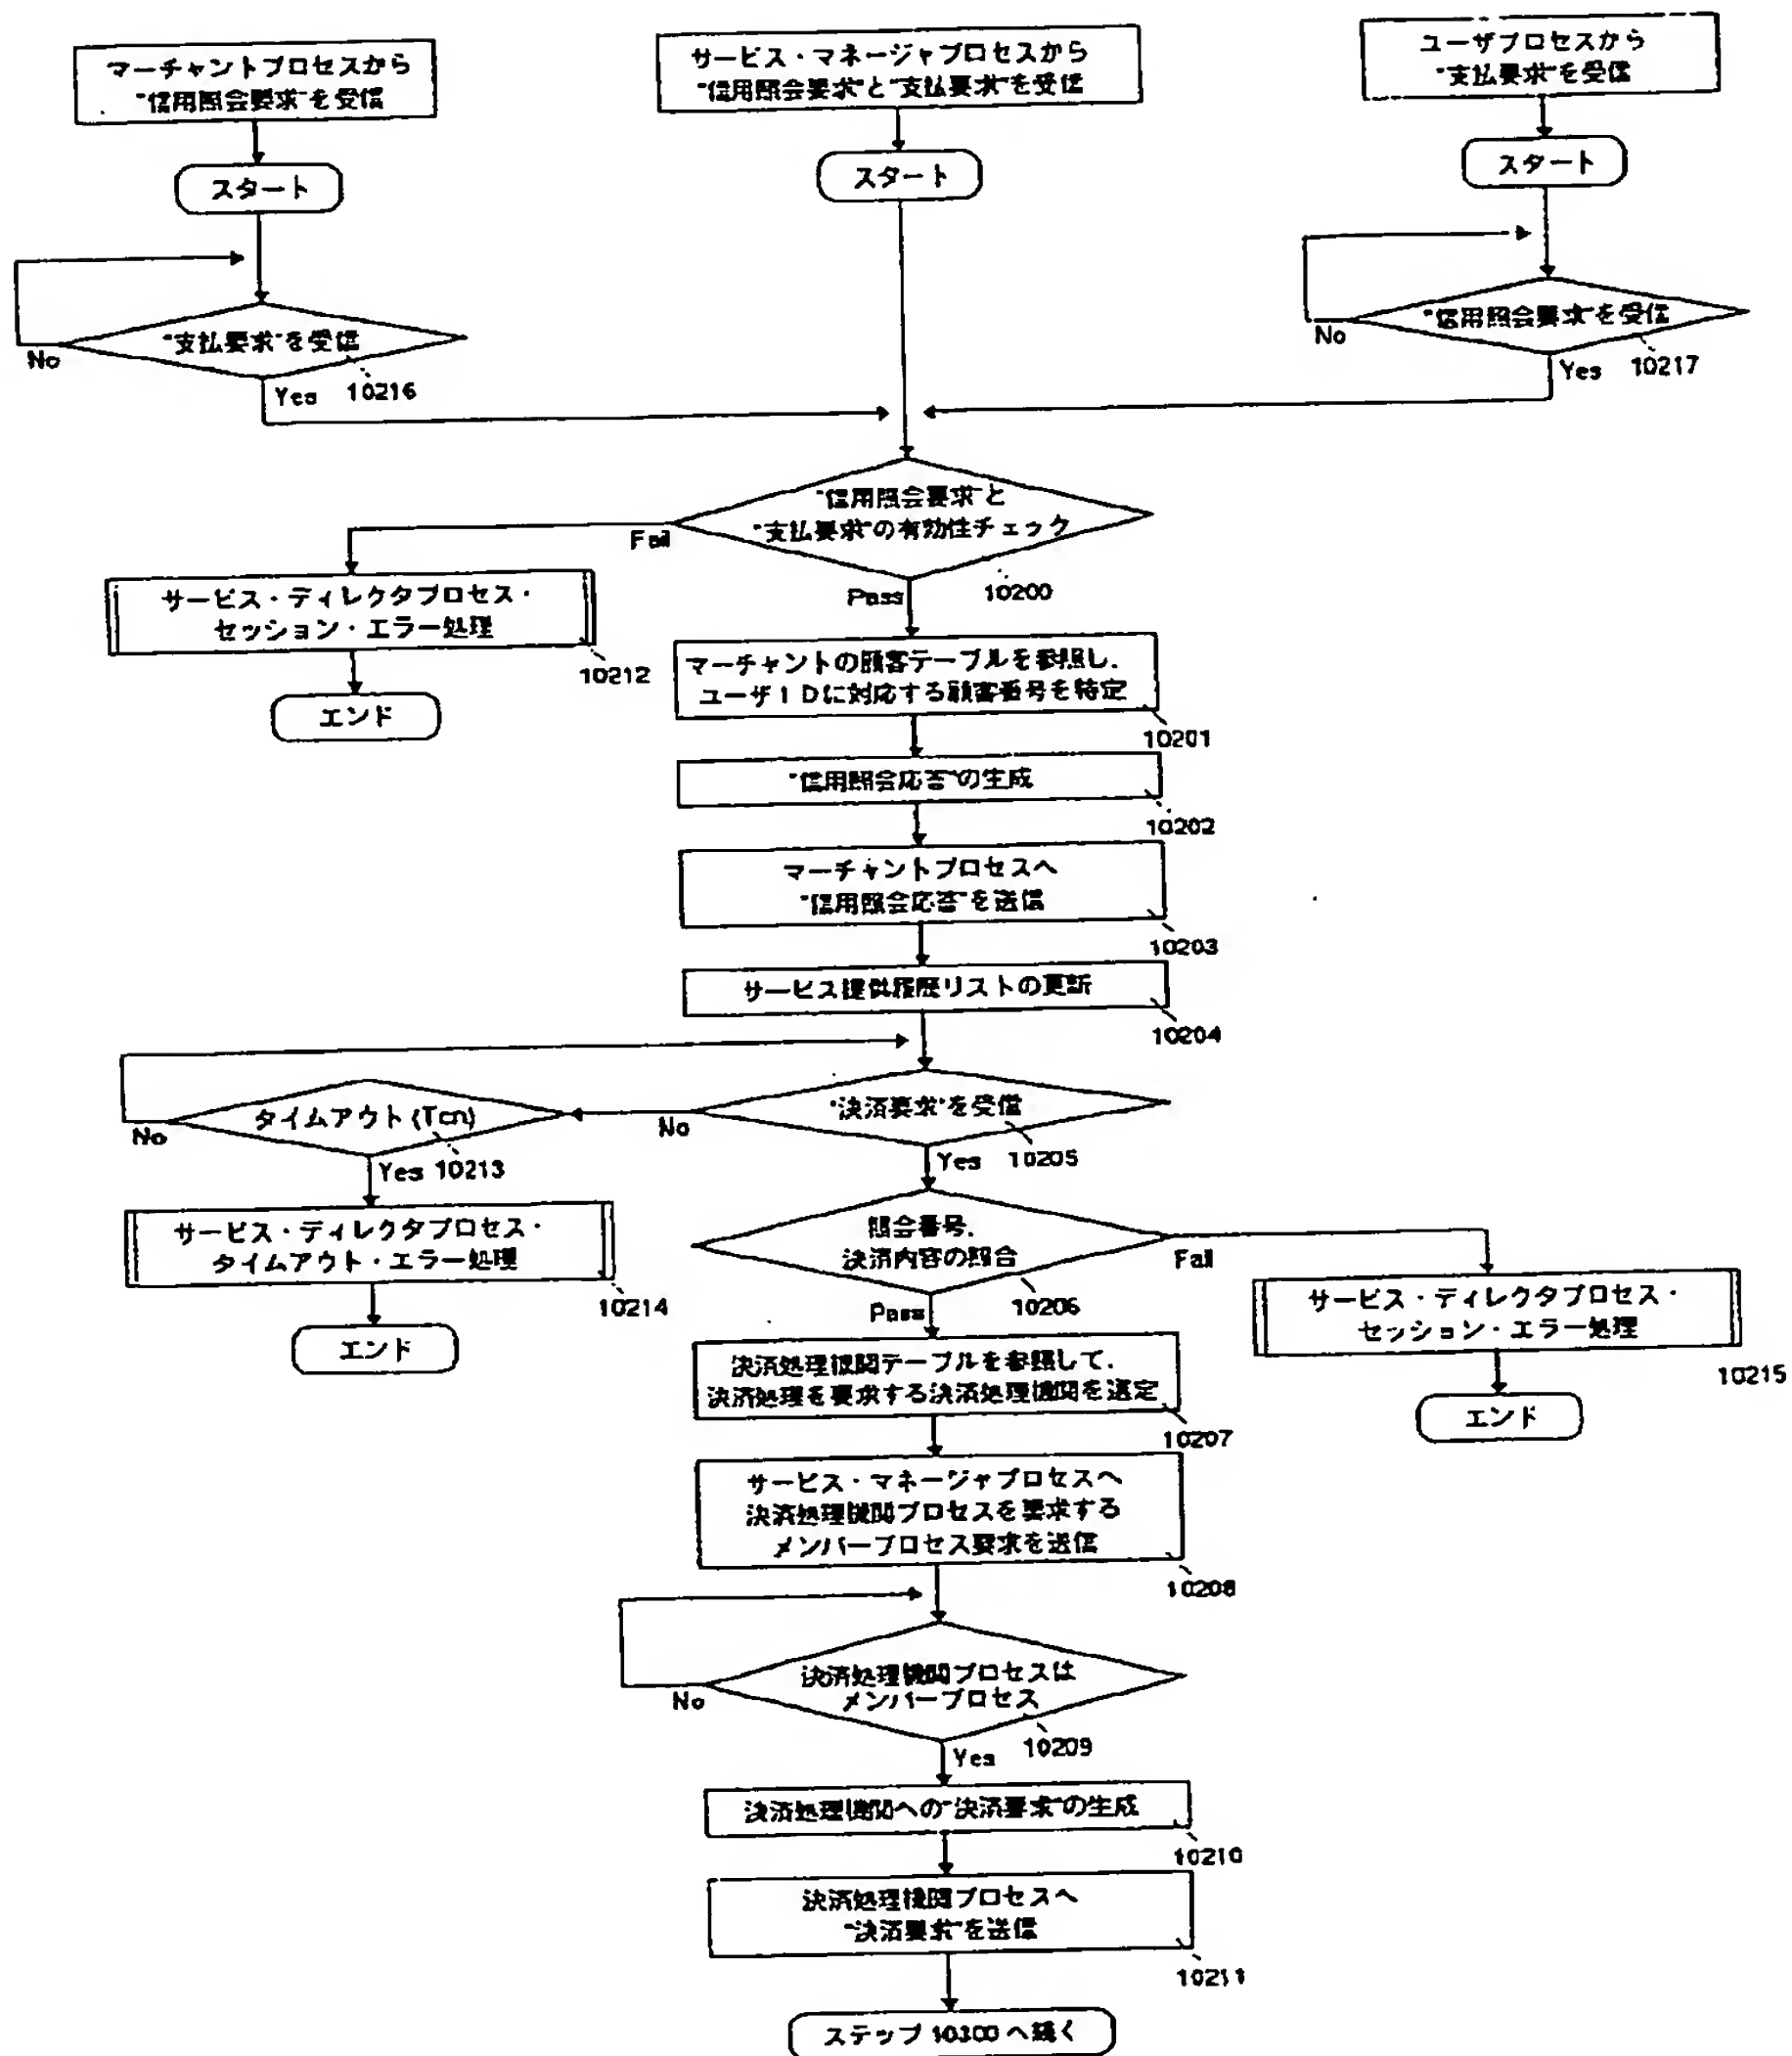 マーチャントプロセスから
"信用照会要求"を受信
サービス・マネージャプロセスから
"信用照会要求"と"支払要求"を受信
ユーザプロセスから
"支払要求"を受信
スタート
スタート
スタート
"支払要求"を受信
No
Yes
10216
"信用照会要求"を受信
No
Yes
10217
"信用照会要求"と
"支払要求"の有効性チェック
Fail
Pass
10200
サービス・ディレクタプロセス・
セッション・エラー処理
10212
エンド
マーチャントの顧客テーブルを参照し,
ユーザIDに対応する顧客番号を特定
10201
"信用照会応答"の生成
10202
マーチャントプロセスへ
"信用照会応答"を送信
10203
サービス提供履歴リストの更新
10204
タイムアウト(Tcn)
No
Yes
10213
"決済要求"を受信
No
Yes
10205
サービス・ディレクタプロセス・
タイムアウト・エラー処理
10214
エンド
照会番号,
決済内容の照合
Fail
Pass
10206
サービス・ディレクタプロセス・
セッション・エラー処理
10215
エンド
決済処理機関テーブルを参照して,
決済処理を要求する決済処理機関を選定
10207
サービス・マネージャプロセスへ
決済処理機関プロセスを要求する
メンバープロセス要求を送信
10208
決済処理機関プロセスは
メンバープロセス
No
Yes
10209
決済処理機関への"決済要求"の生成
10210
決済処理機関プロセスへ
"決済要求"を送信
10211
ステップ 10300 へ続く